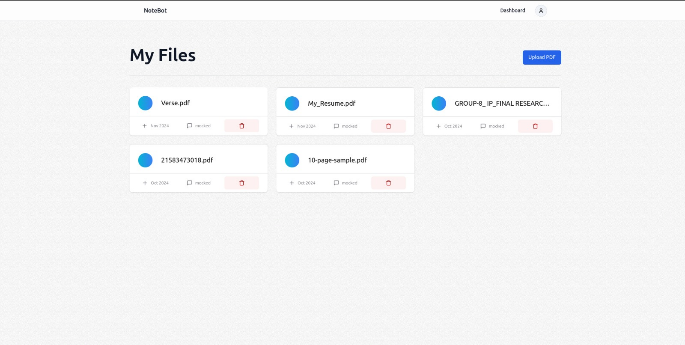 NoteBot
Dashboard
My Files
Upload PDF
Verse.pdf
Nov 2024
mocked
My_Resume.pdf
Nov 2024
mocked
GROUP-8_ IP_FINAL RESEARC...
Oct 2024
mocked
21583473018.pdf
Oct 2024
mocked
10-page-sample.pdf
Oct 2024
mocked